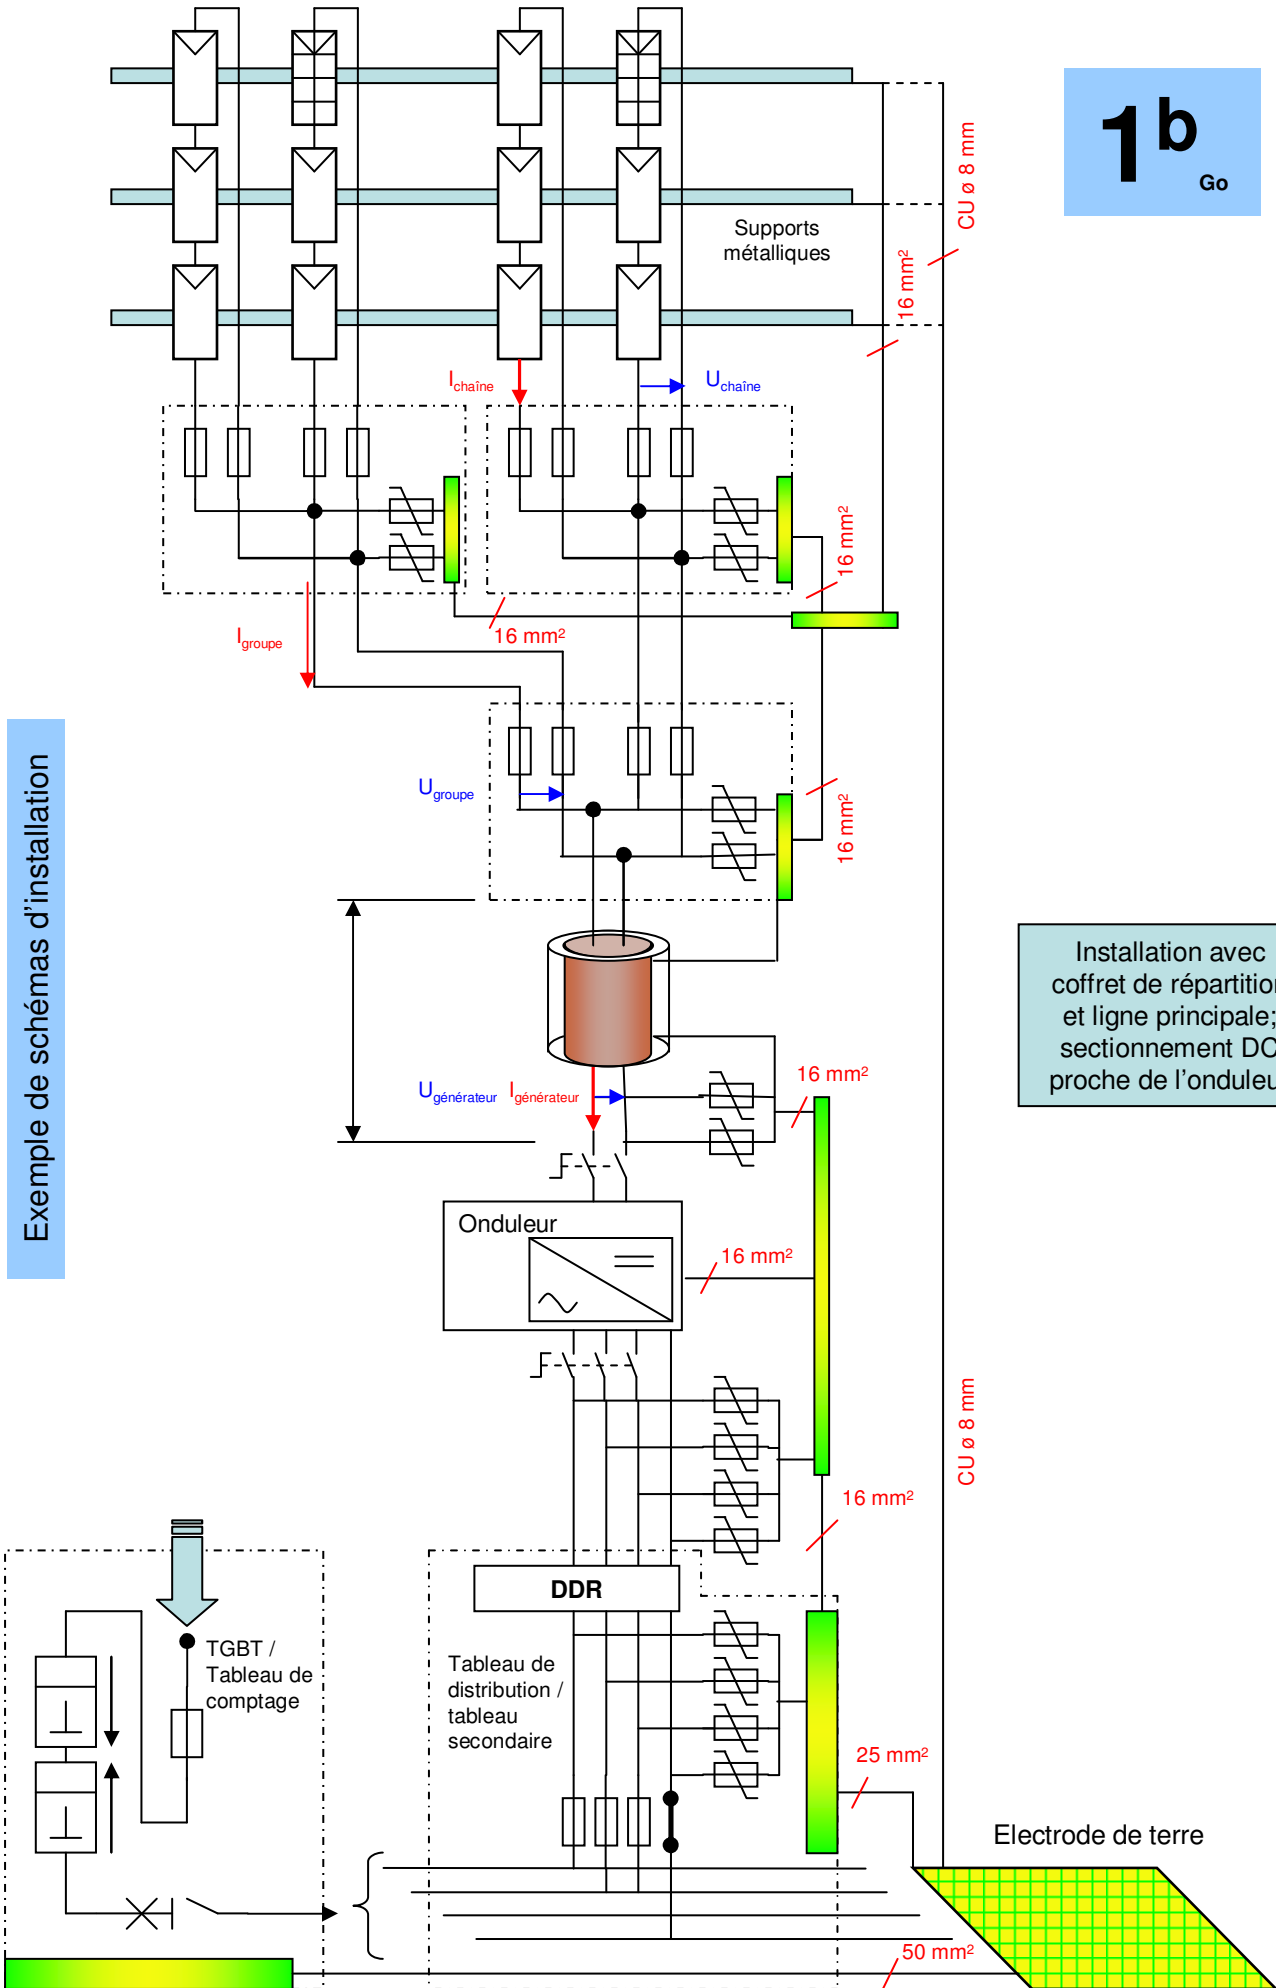 1b
Go
CU ø 8 mm
16 mm²
Supports
métalliques
Ichaîne
Uchaîne
16 mm²
16 mm²
Igroupe
Ugroupe
16 mm²
Exemple de schémas d'installation
Installation avec
coffret de répartition
et ligne principale;
sectionnement DC
proche de l'onduleu
Ugénérateur
Igénérateur
16 mm²
Onduleur
16 mm²
CU ø 8 mm
16 mm²
DDR
TGBT /
Tableau de
comptage
Tableau de
distribution /
tableau
secondaire
25 mm²
Electrode de terre
50 mm²